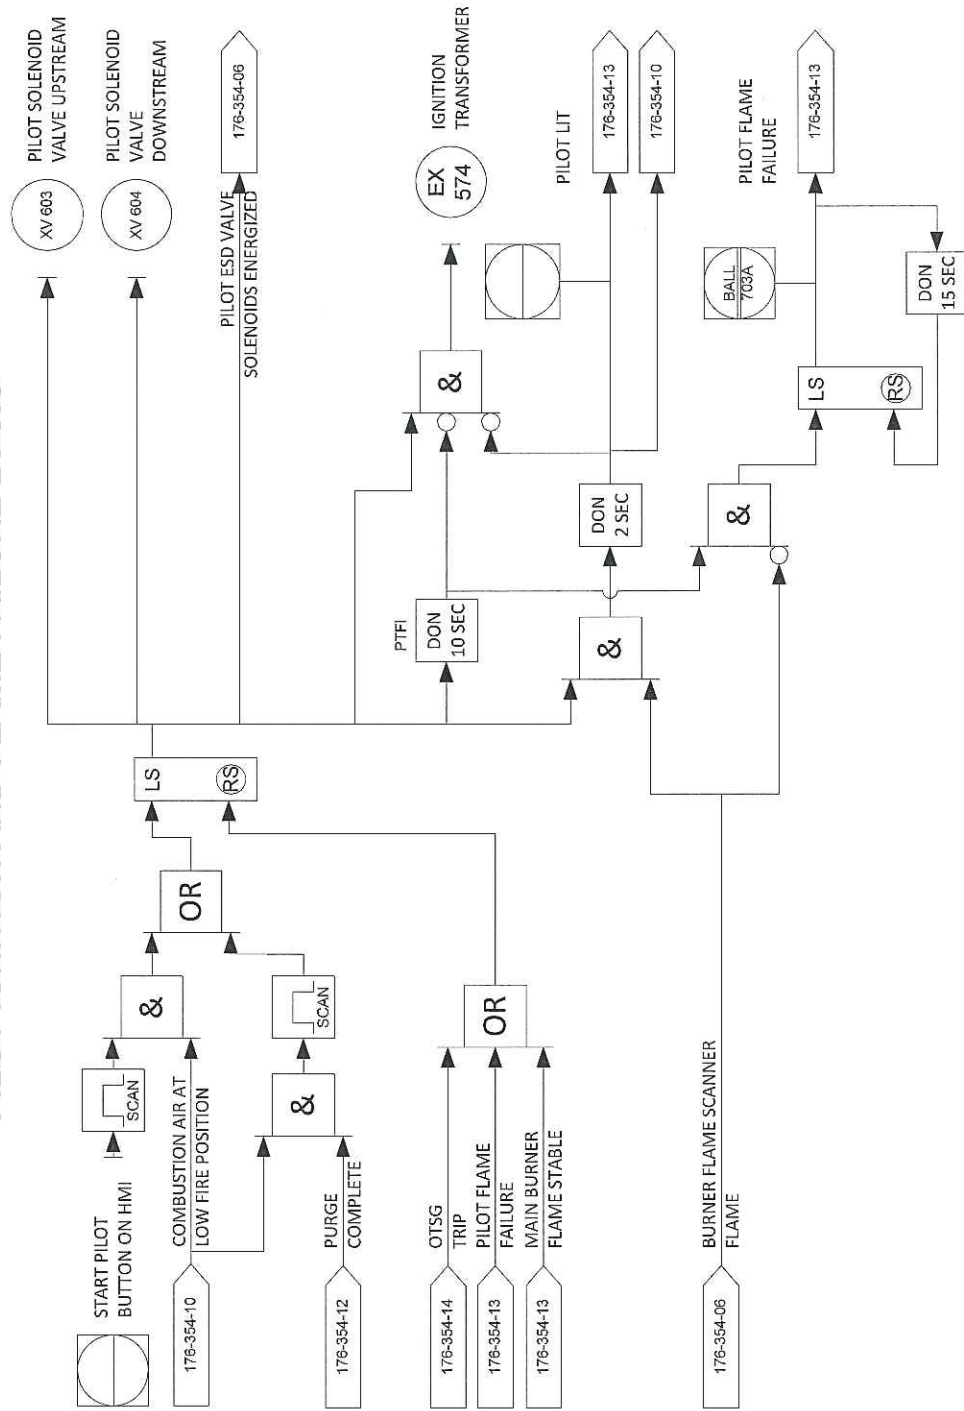 START PILOT
BUTTON ON HMI
SCAN
176-354-10
COMBUSTION AIR AT
LOW FIRE POSITION
&
OR
176-354-12
PURGE
COMPLETE
&
SCAN
LS
RS
176-354-14
OTSG
TRIP
176-354-13
PILOT FLAME
FAILURE
176-354-13
MAIN BURNER
FLAME STABLE
OR
176-354-06
BURNER FLAME SCANNER
FLAME
XV 603
PILOT SOLENOID
VALVE UPSTREAM
XV 604
PILOT SOLENOID
VALVE
DOWNSTREAM
PILOT ESD VALVE
SOLENOIDS ENERGIZED
176-354-06
PTFI
DON
10 SEC
&
EX
574
IGNITION
TRANSFORMER
&
DON
2 SEC
PILOT LIT
176-354-13
176-354-10
&
LS
RS
BALL
703A
PILOT FLAME
FAILURE
176-354-13
DON
15 SEC